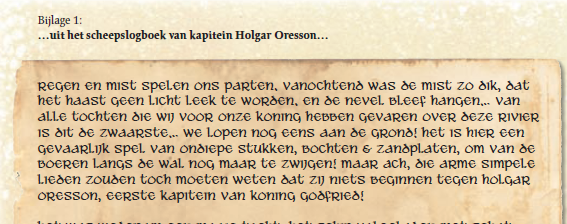 Bijlage 1:
...uit het scheepslogboek van kapitein Holgar Oresson...
Regen en mist spelen ons parten. Vanochtend was de mist zo dik, dat
het haast geen licht leek te worden, en de nevel bleef hangen... Van
alle tochten die wij voor onze koning hebben gevaren over deze rivier
is dit de zwaarste... We lopen nog eens aan de grond! Het is hier een
gevaarlijk spel van ondiepe stukken, bochten & zandplaten, om van de
boeren langs de wal nog maar te zwijgen! Maar ach, die arme simpele
lieden zouden toch moeten weten dat zij niets beginnen tegen Holgar
Oresson, eerste kapitein van koning Godfried!